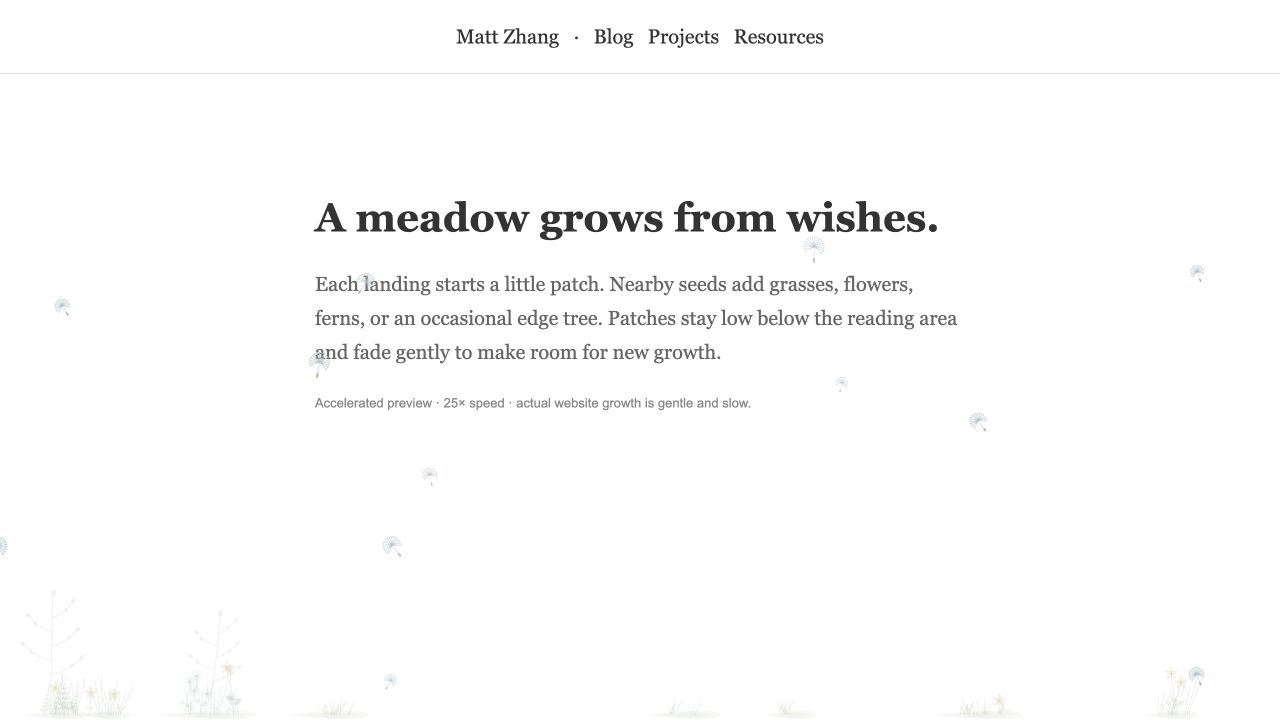 Matt Zhang · Blog Projects Resources
A meadow grows from wishes.
Each landing starts a little patch. Nearby seeds add grasses, flowers,
ferns, or an occasional edge tree. Patches stay low below the reading area
and fade gently to make room for new growth.
Accelerated preview · 25× speed · actual website growth is gentle and slow.